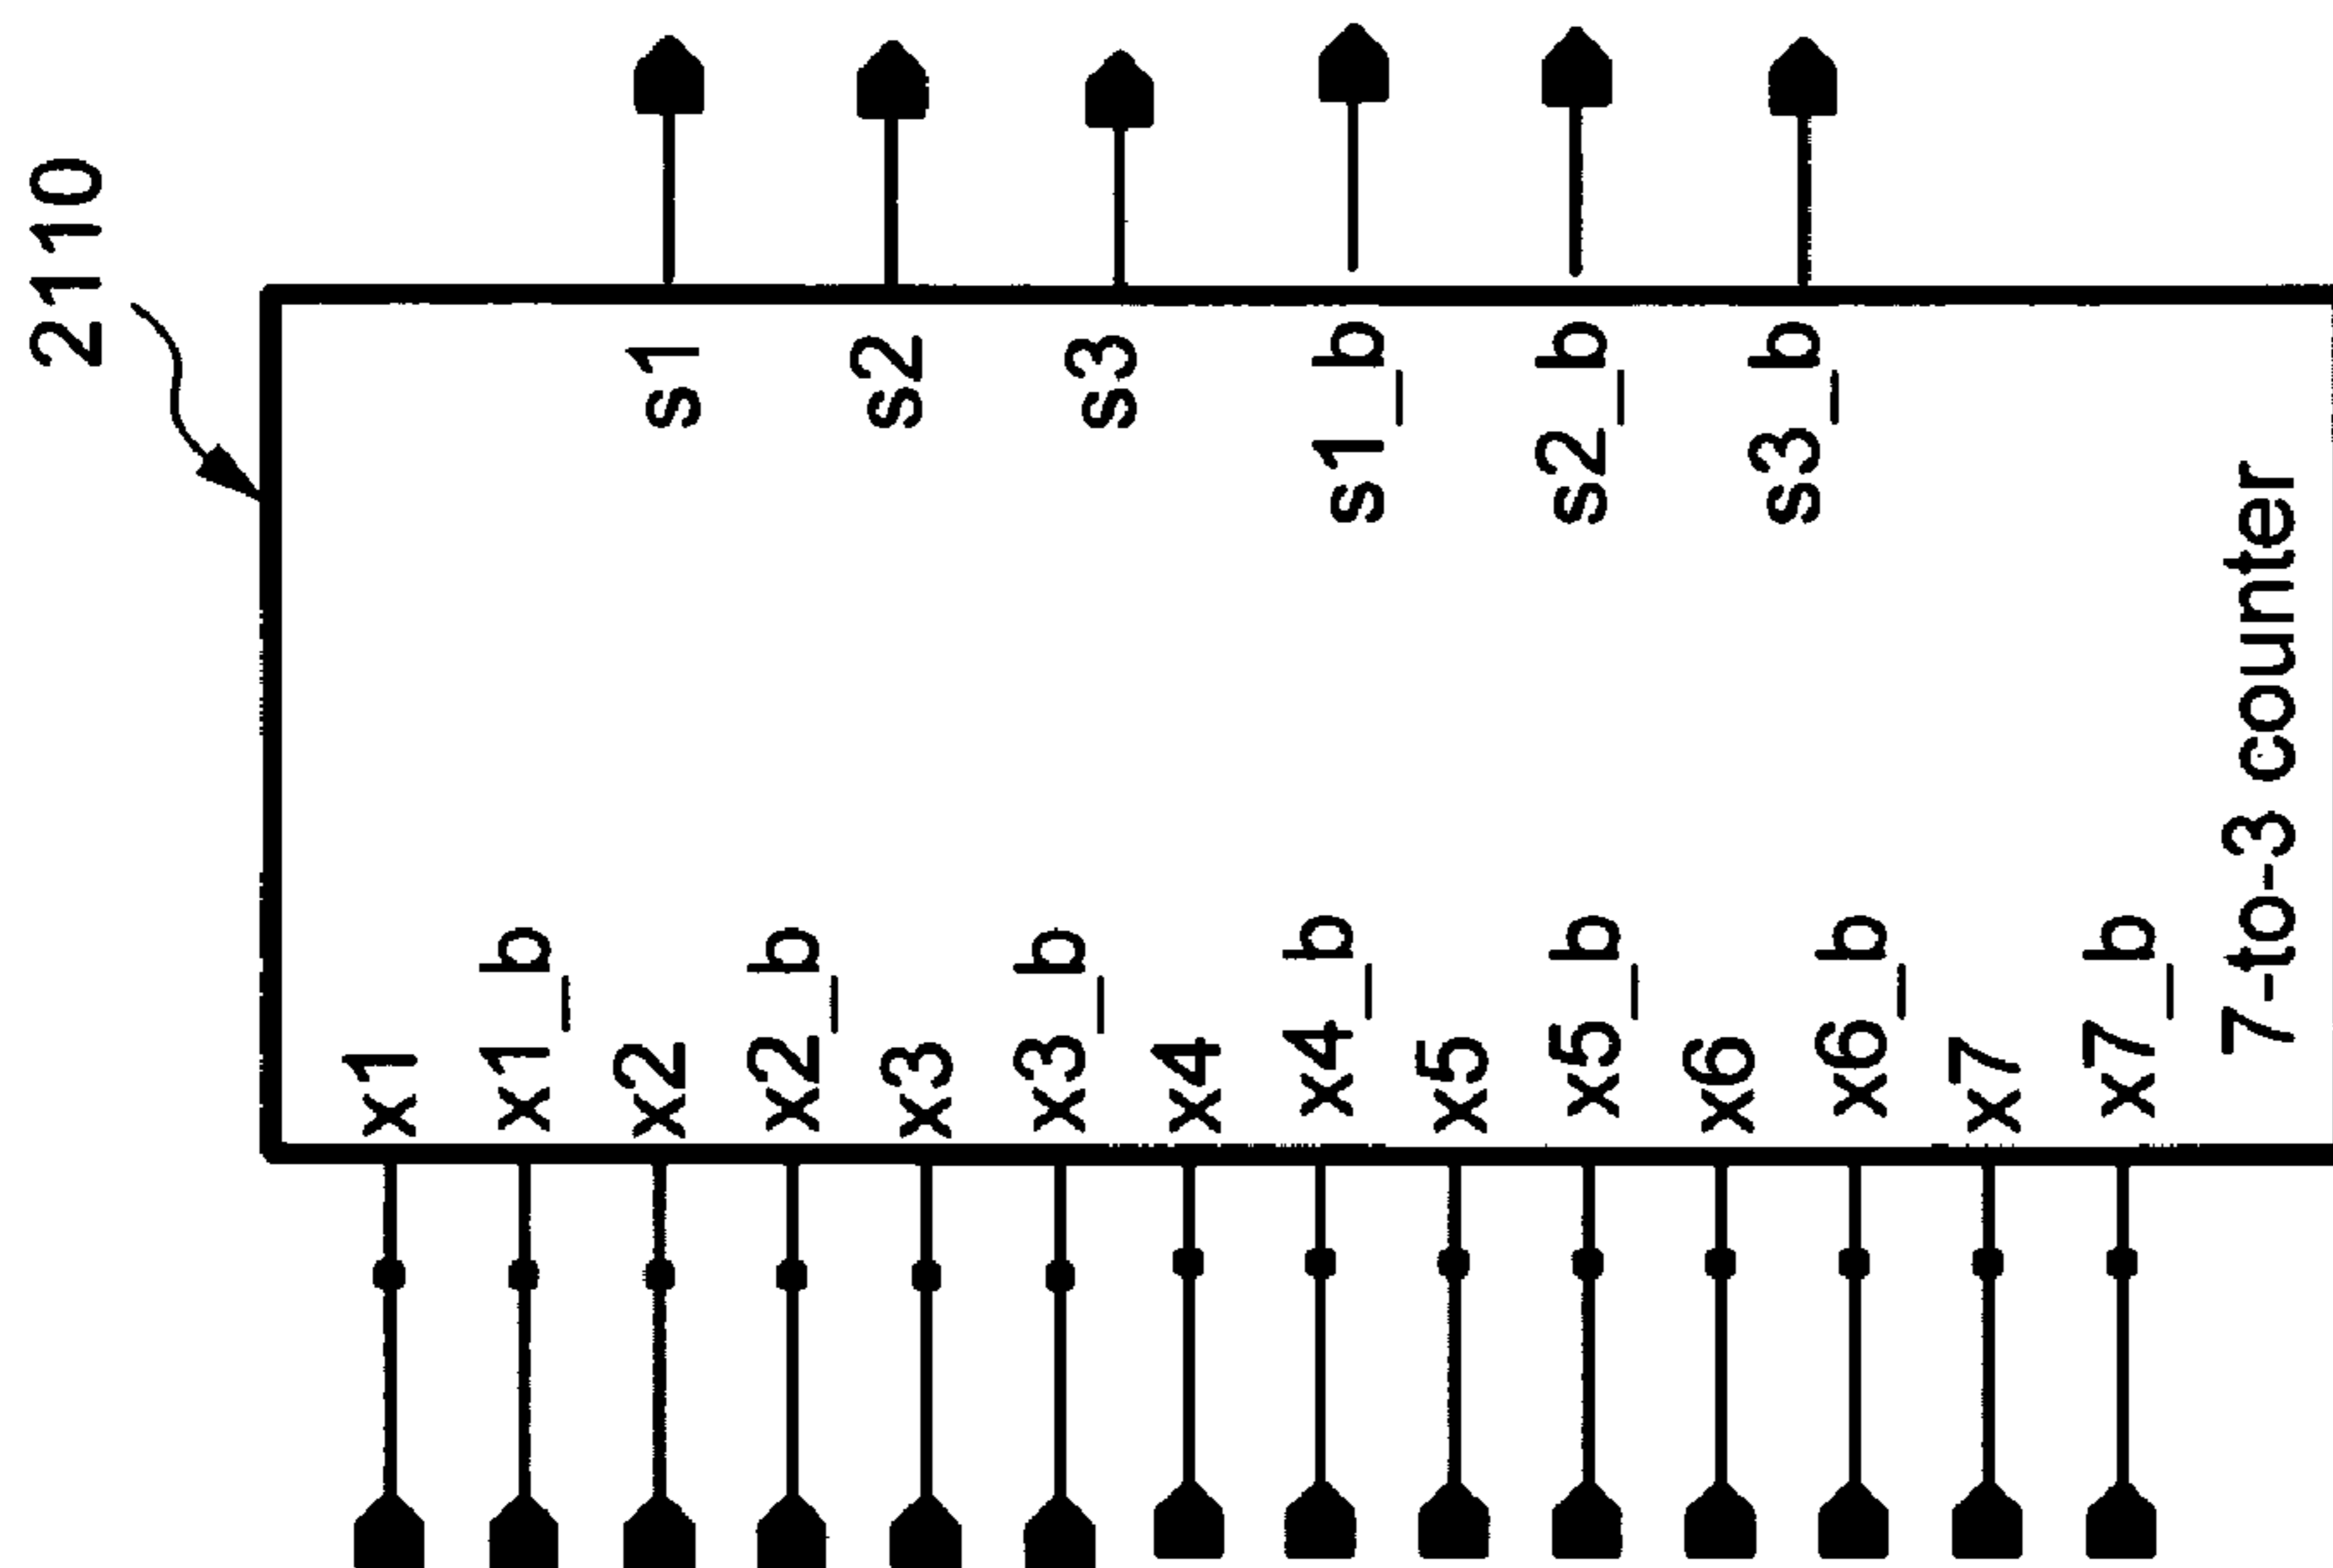 2110
x1
x1_b
x2
x2_b
x3
x3_b
x4
x4_b
x5
x5_b
x6
x6_b
x7
x7_b
s1
s2
s3
s1_b
s2_b
s3_b
7-to-3 counter